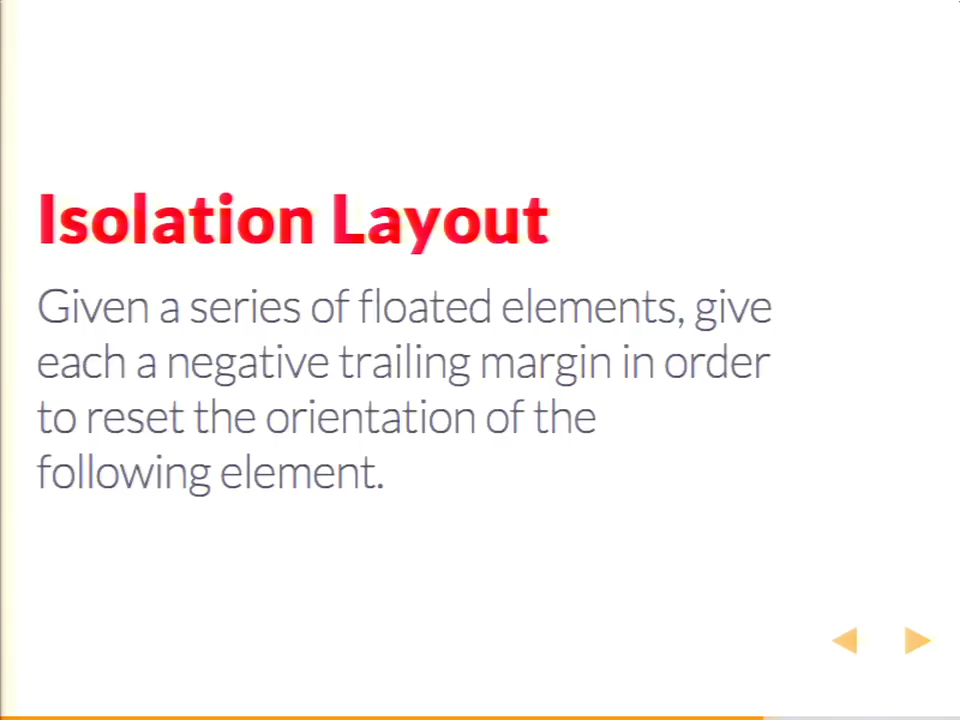 Isolation Layout
Given a series of floated elements, give
each a negative trailing margin in order
to reset the orientation of the
following element.